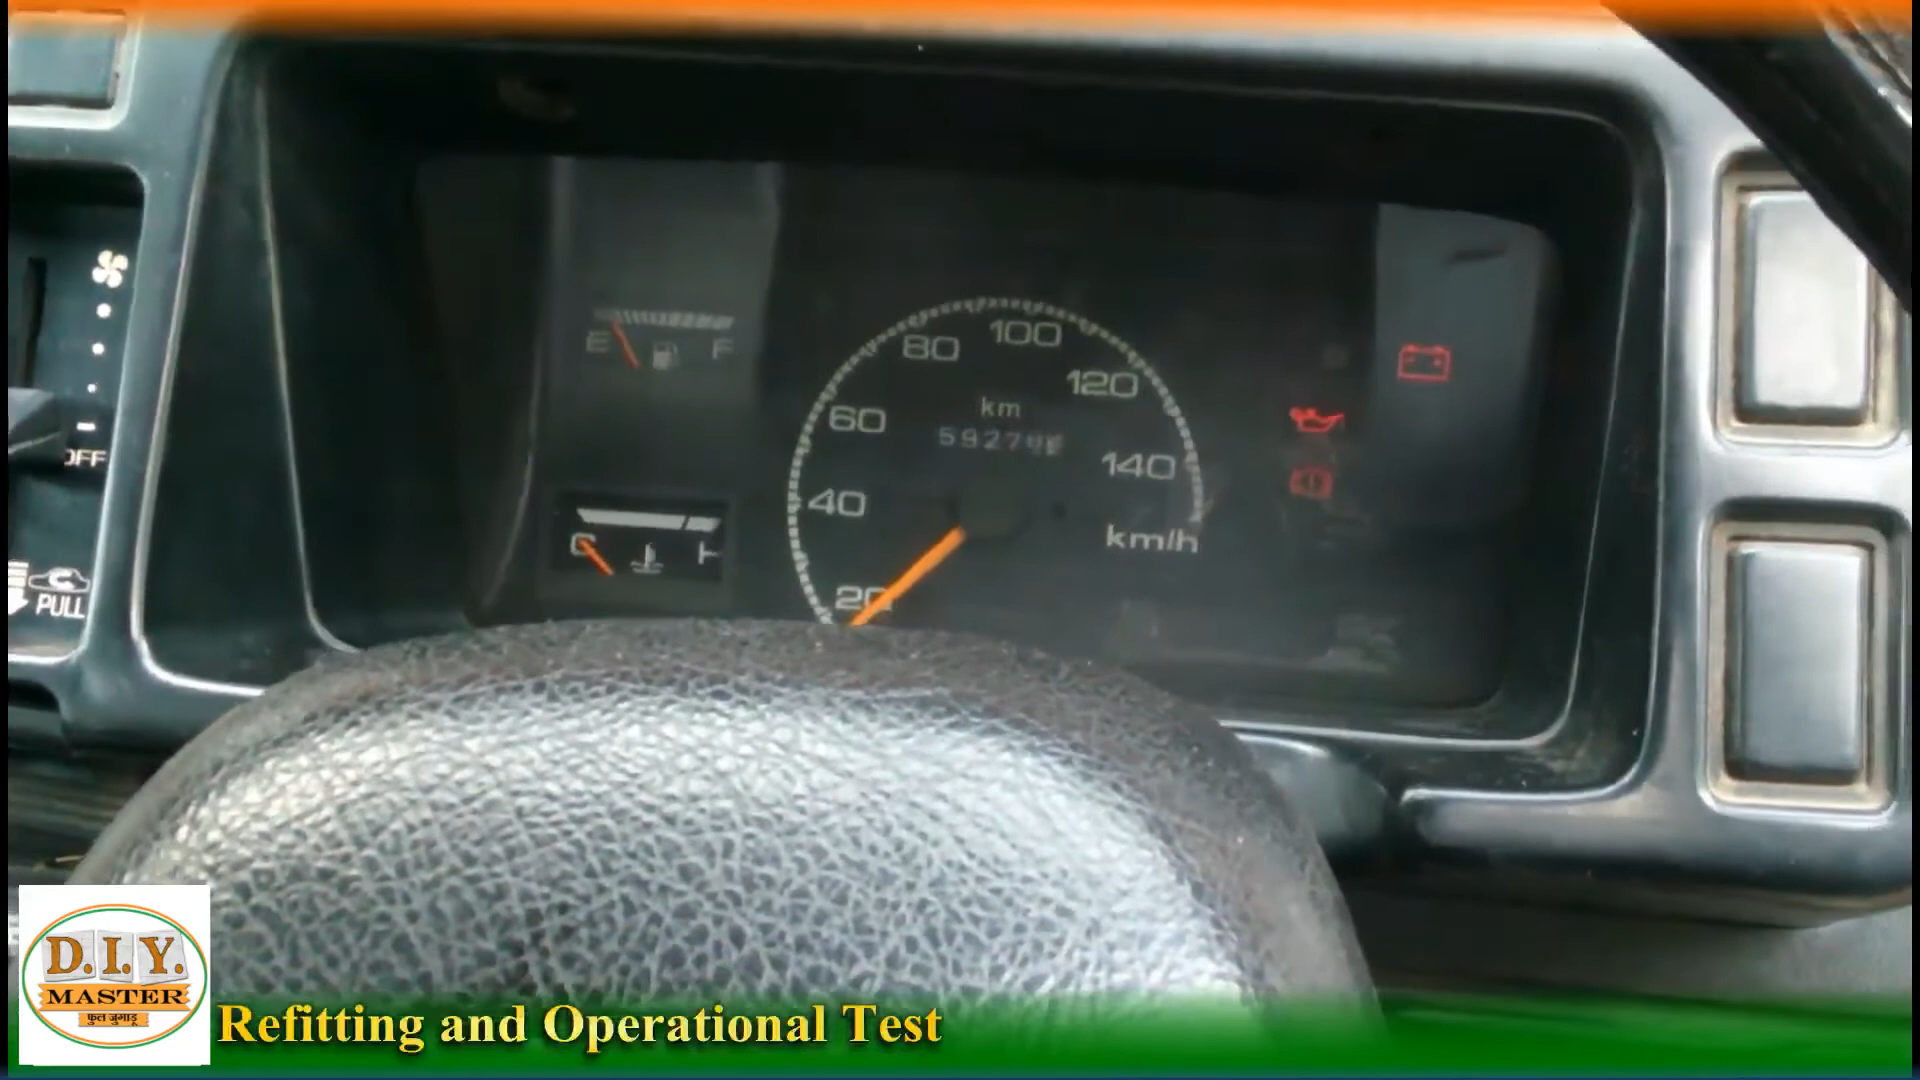 OFF
PULL
E F
C H
20
40
60
80
100
120
140
km
km/h
D.I.Y.
MASTER
फुल जुगाड़
Refitting and Operational Test